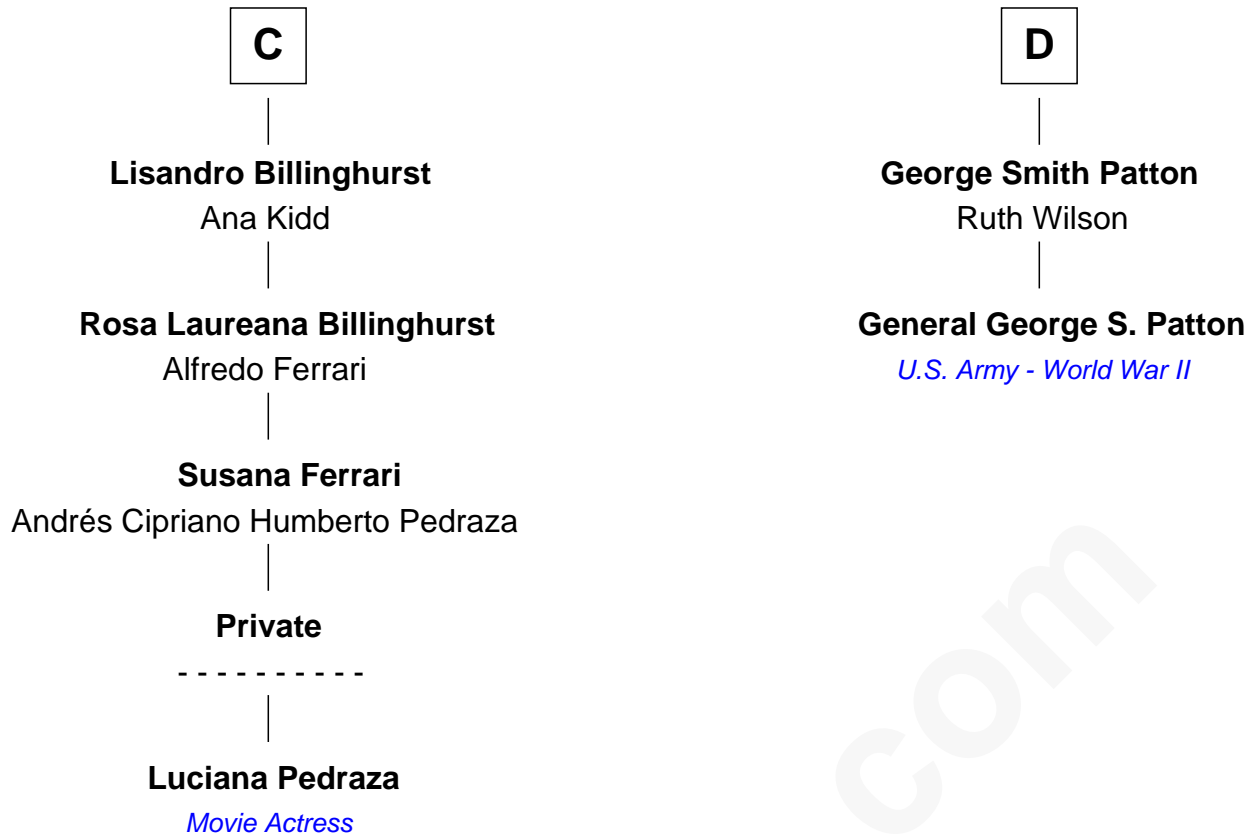 C
Lisandro Billinghurst
Ana Kidd
Rosa Laureana Billinghurst
Alfredo Ferrari
Susana Ferrari
Andrés Cipriano Humberto Pedraza
Private
- - - - - - - - - -
Luciana Pedraza
Movie Actress
D
George Smith Patton
Ruth Wilson
General George S. Patton
U.S. Army - World War II
com